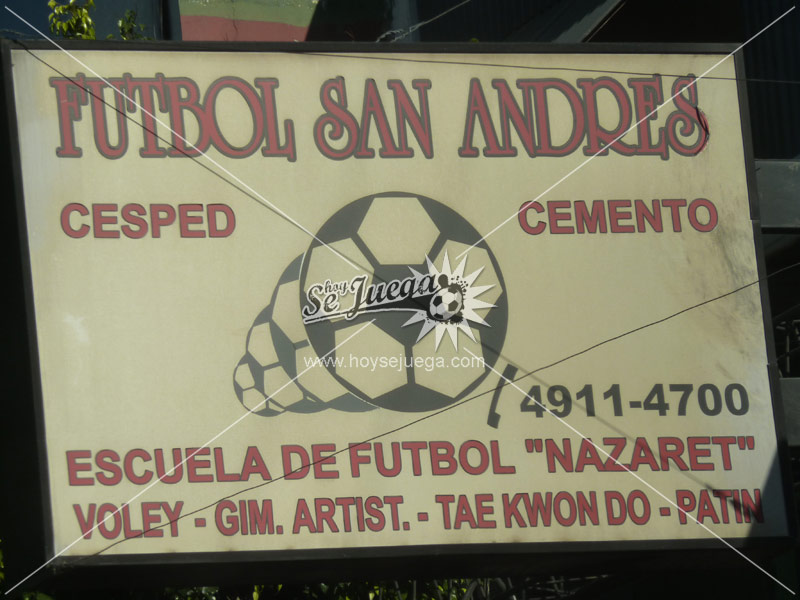 FUTBOL SAN ANDRES
CESPED CEMENTO
hoy
Se Juega
www.hoysejuega.com
4911-4700
ESCUELA DE FUTBOL "NAZARET"
VOLEY - GIM. ARTIST. - TAE KWON DO - PATIN